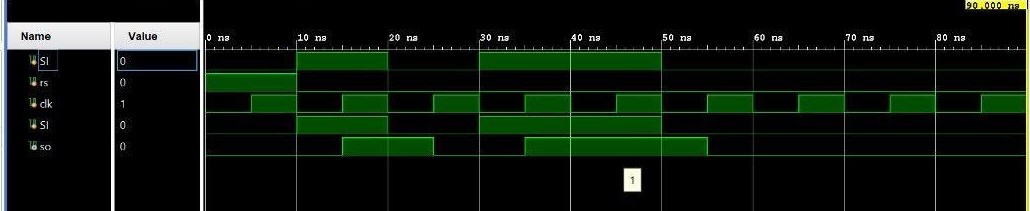 90.000 ns
Name Value
0 ns 10 ns 20 ns 30 ns 40 ns 50 ns 60 ns 70 ns 80 ns
SI 0
rs 0
clk 1
SI 0
so 0
1